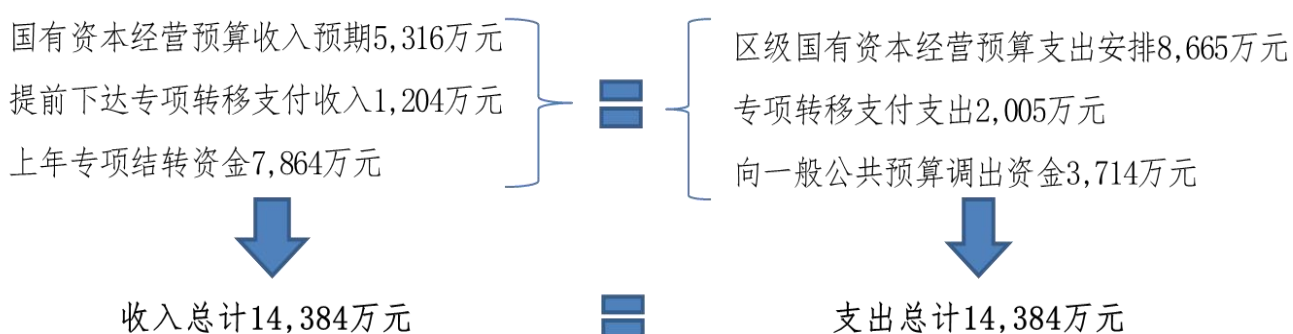 国有资本经营预算收入预期5,316万元
提前下达专项转移支付收入1,204万元
上年专项结转资金7,864万元
收入总计14,384万元
区级国有资本经营预算支出安排8,665万元
专项转移支付支出2,005万元
向一般公共预算调出资金3,714万元
支出总计14,384万元